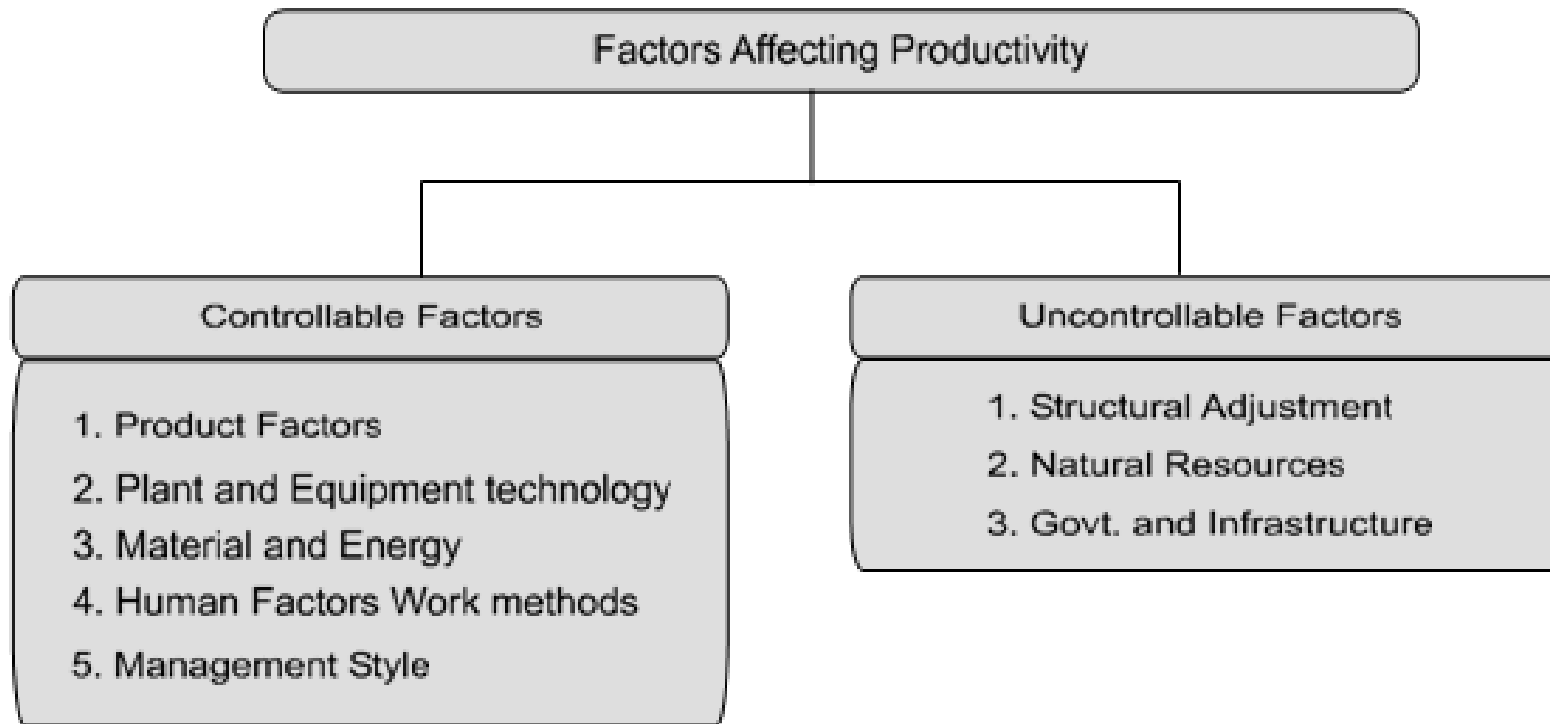 Factors Affecting Productivity
Controllable Factors
1. Product Factors
2. Plant and Equipment technology
3. Material and Energy
4. Human Factors Work methods
5. Management Style
Uncontrollable Factors
1. Structural Adjustment
2. Natural Resources
3. Govt. and Infrastructure